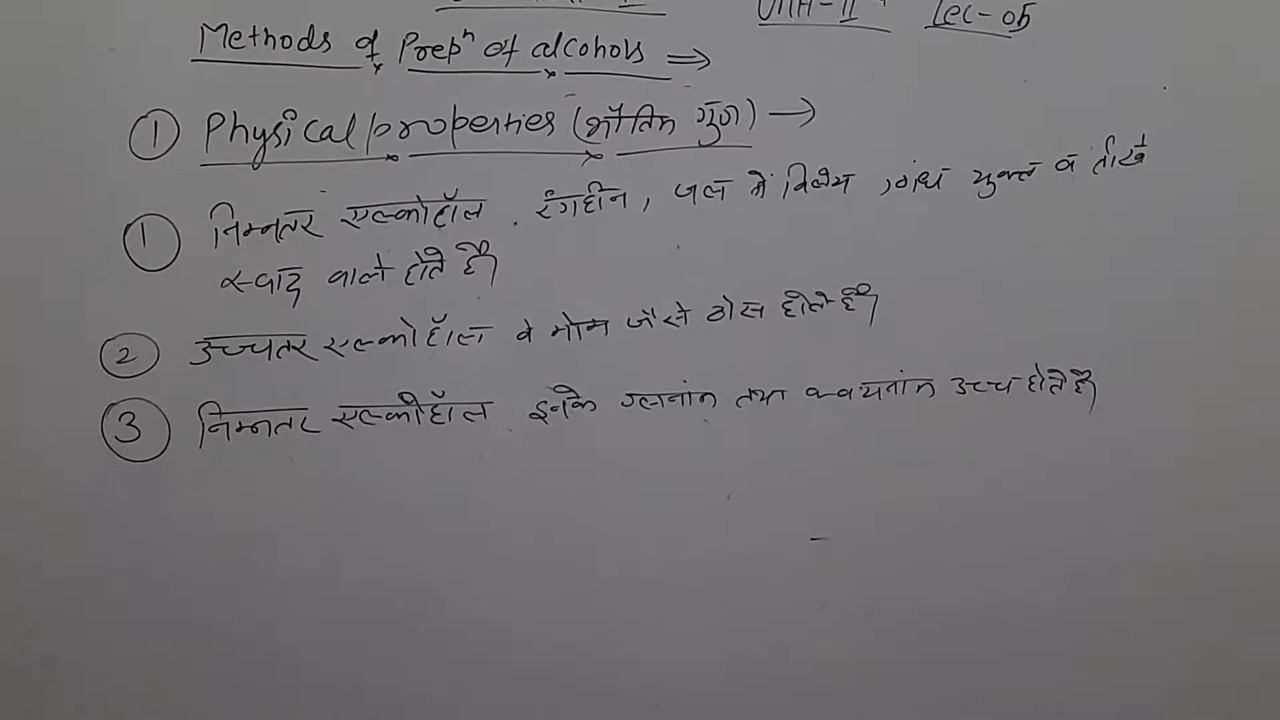 Unit-II Lec-05
Methods of Prepⁿ of alcohols ⇒
① Physical properties (भौतिक गुण) →
① निम्नतर एल्कोहॉल रंगहीन, जल में विलेय, गंध युक्त व तीखे
स्वाद वाले होते है
② उच्चतर एल्कोहॉल वे मोम जैसे ठोस होते है
③ निम्नतर एल्कोहॉल इनके गलनांक तथा क्वथनांक उच्च होते है